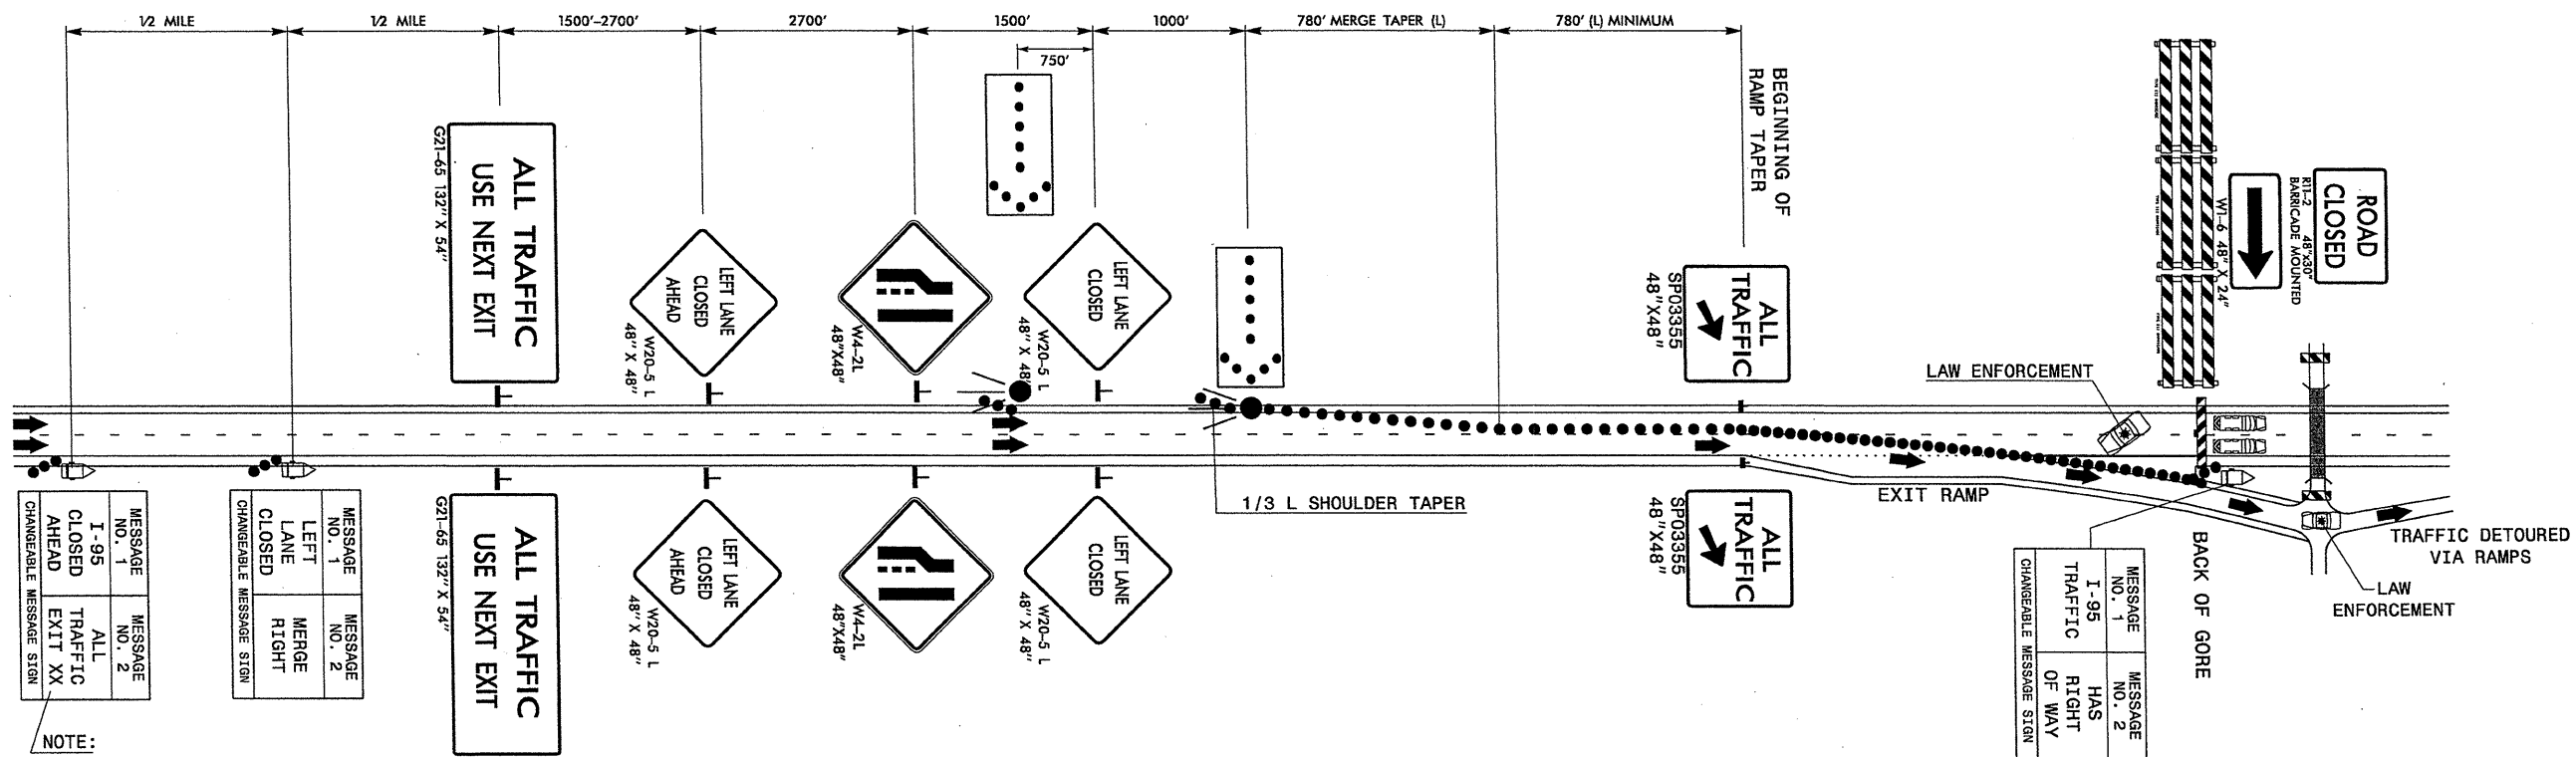 1/2 MILE
1/2 MILE
1500'-2700'
2700'
1500'
1000'
780' MERGE TAPER (L)
780' (L) MINIMUM
750'
BEGINNING OF
RAMP TAPER
ALL TRAFFIC
USE NEXT EXIT
G21-65 132" X 54"
LEFT LANE
CLOSED
AHEAD
W20-5 L
48" X 48"
W4-2L
48"X48"
LEFT LANE
CLOSED
W20-5 L
48" X 48"
ALL
TRAFFIC
SP03355
48"X48"
ROAD
CLOSED
R11-2 48"x30"
BARRICADE MOUNTED
W1-6 48" X 24"
LAW ENFORCEMENT
1/3 L SHOULDER TAPER
EXIT RAMP
TRAFFIC DETOURED
VIA RAMPS
LAW
ENFORCEMENT
BACK OF GORE
MESSAGE
NO. 1
I-95
CLOSED
AHEAD
MESSAGE
NO. 2
ALL
TRAFFIC
EXIT XX
CHANGEABLE MESSAGE SIGN
NOTE:
MESSAGE
NO. 1
LEFT
LANE
CLOSED
MESSAGE
NO. 2
MERGE
RIGHT
CHANGEABLE MESSAGE SIGN
ALL TRAFFIC
USE NEXT EXIT
G21-65 132" X 54"
LEFT LANE
CLOSED
AHEAD
W20-5 L
48" X 48"
W4-2L
48"X48"
LEFT LANE
CLOSED
W20-5 L
48" X 48"
ALL
TRAFFIC
SP03355
48"X48"
MESSAGE
NO. 1
I-95
TRAFFIC
MESSAGE
NO. 2
HAS
RIGHT
OF WAY
CHANGEABLE MESSAGE SIGN